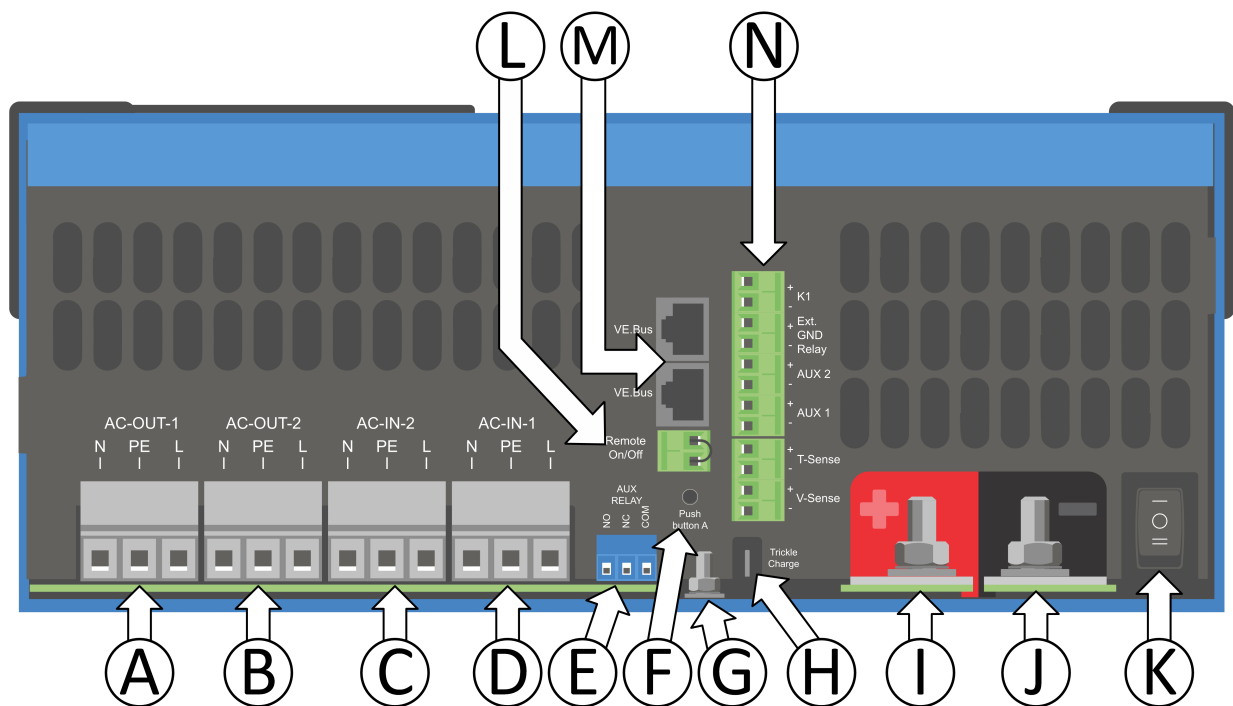 L M N
VE.Bus
VE.Bus
+
K1
-
+ Ext.
GND
- Relay
+
AUX 2
-
+
AUX 1
-
+
T-Sense
-
+
V-Sense
-
AC-OUT-1 AC-OUT-2 AC-IN-2 AC-IN-1
N PE L N PE L N PE L N PE L
Remote
On/Off
AUX
RELAY
NO NC COM
Push
button A
Trickle
Charge
A B C D E F G H I J K